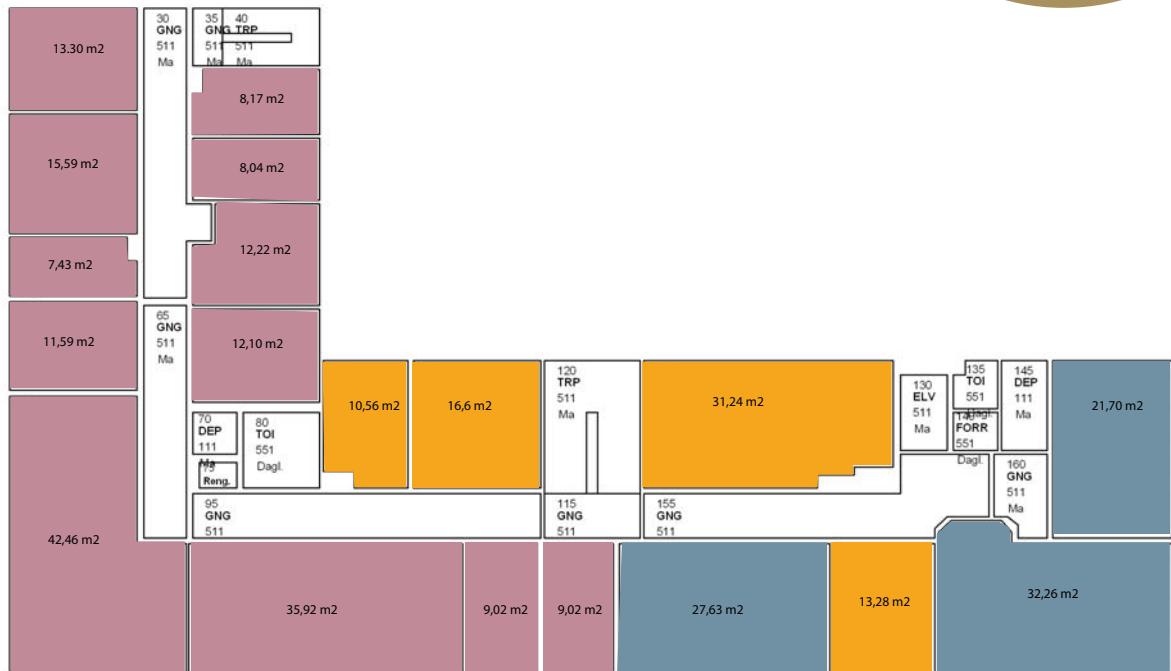 13.30 m2
30
GNG
511
Ma
35
GNG
511
Ma
40
TRP
511
Ma
8,17 m2
15,59 m2
8,04 m2
12,22 m2
7,43 m2
65
GNG
511
Ma
11,59 m2
12,10 m2
10,56 m2
16,6 m2
120
TRP
511
Ma
31,24 m2
130
ELV
511
Ma
135
TOI
551
Dagl.
FORR
551
Dagl.
145
DEP
111
Ma
21,70 m2
70
DEP
111
Ma
75
Reng.
80
TOI
551
Dagl.
160
GNG
511
Ma
95
GNG
511
115
GNG
511
155
GNG
511
42,46 m2
35,92 m2
9,02 m2
9,02 m2
27,63 m2
13,28 m2
32,26 m2